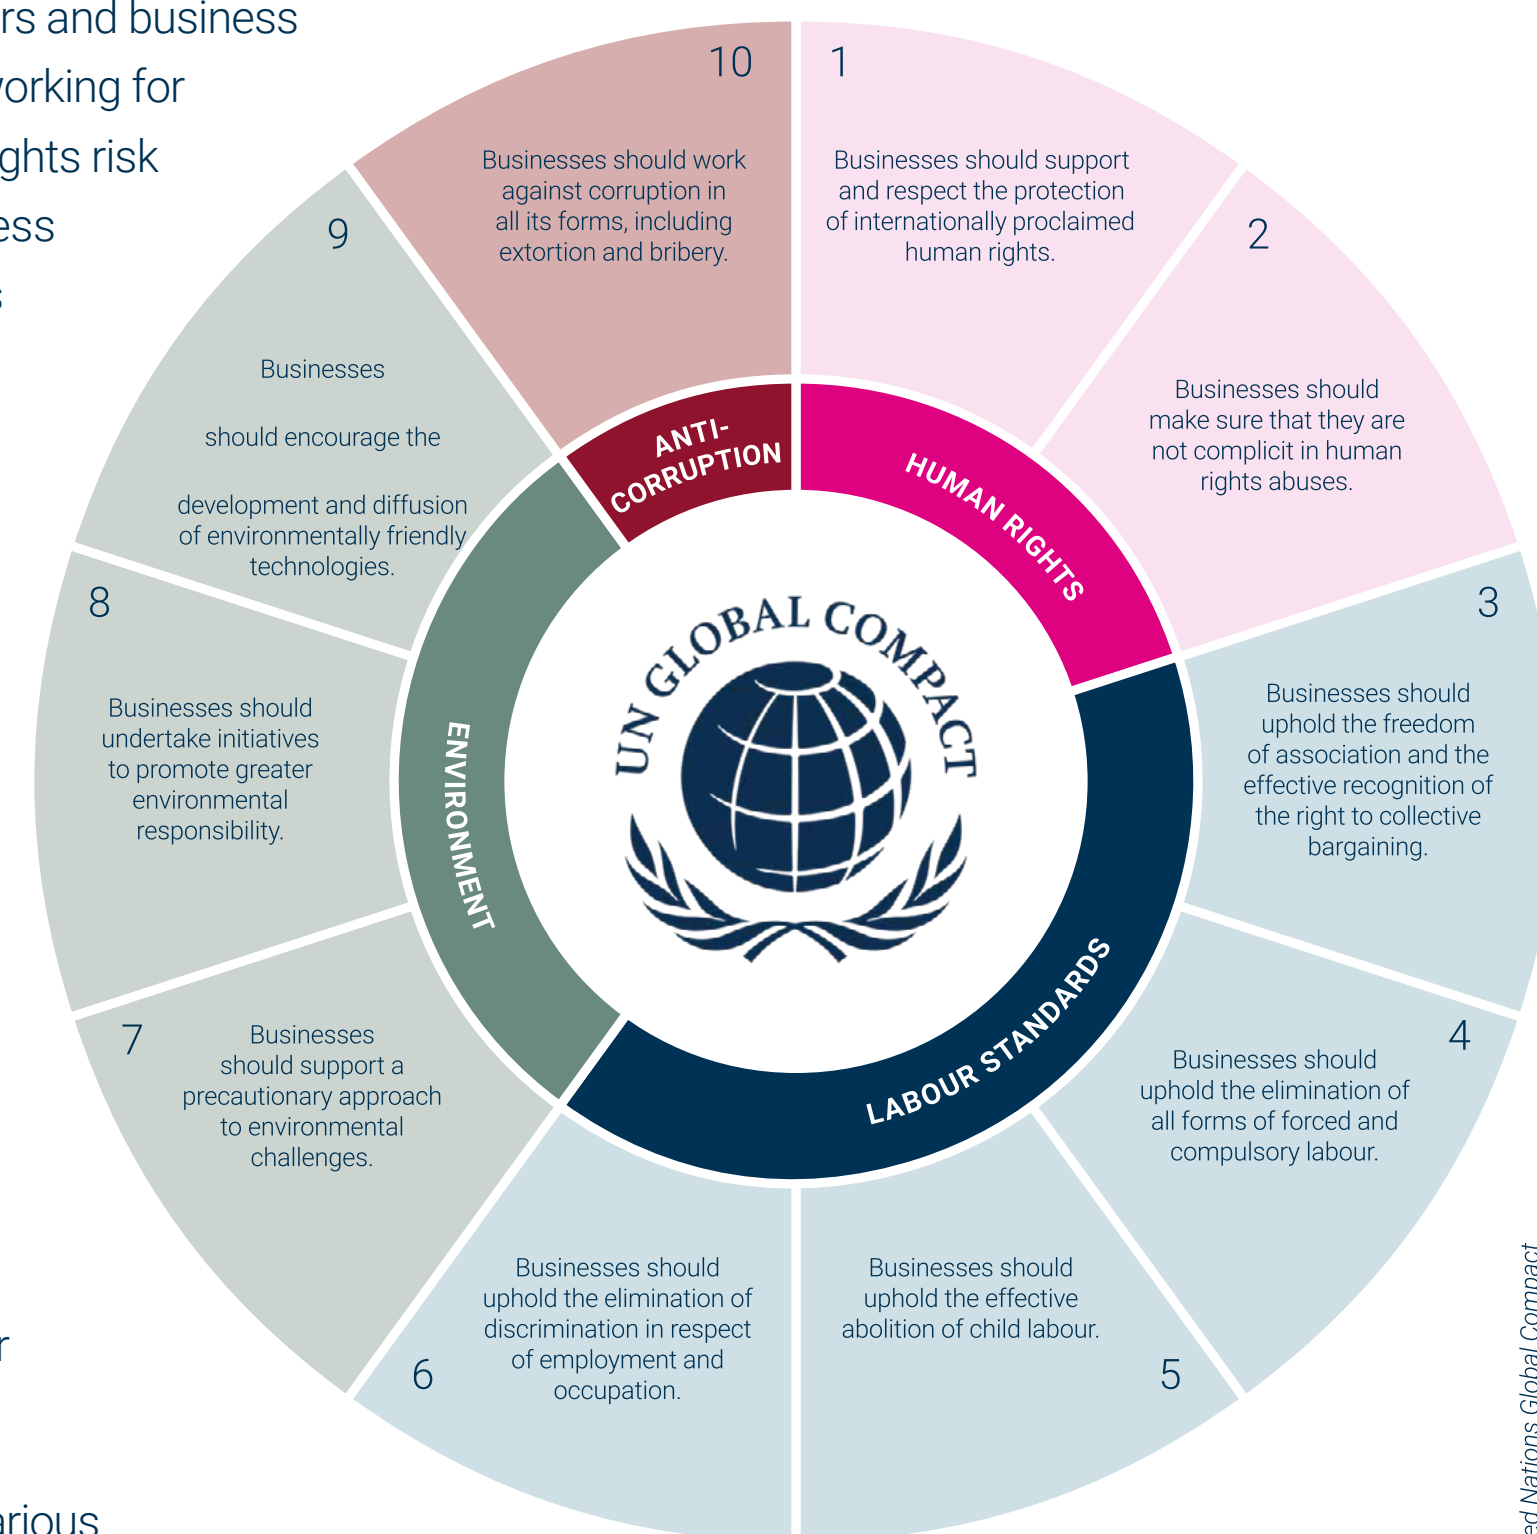 rs and business
orking for
ghts risk
ess
s
r
arious
10
Businesses should work
against corruption in
all its forms, including
extortion and bribery.
1
Businesses should support
and respect the protection
of internationally proclaimed
human rights.
2
Businesses should
make sure that they are
not complicit in human
rights abuses.
3
Businesses should
uphold the freedom
of association and the
effective recognition of
the right to collective
bargaining.
4
Businesses should
uphold the elimination of
all forms of forced and
compulsory labour.
5
Businesses should
uphold the effective
abolition of child labour.
6
Businesses should
uphold the elimination of
discrimination in respect
of employment and
occupation.
7
Businesses
should support a
precautionary approach
to environmental
challenges.
8
Businesses should
undertake initiatives
to promote greater
environmental
responsibility.
9
Businesses
should encourage the
development and diffusion
of environmentally friendly
technologies.
ANTI-
CORRUPTION
HUMAN RIGHTS
LABOUR STANDARDS
ENVIRONMENT
UN GLOBAL COMPACT
ed Nations Global Compact